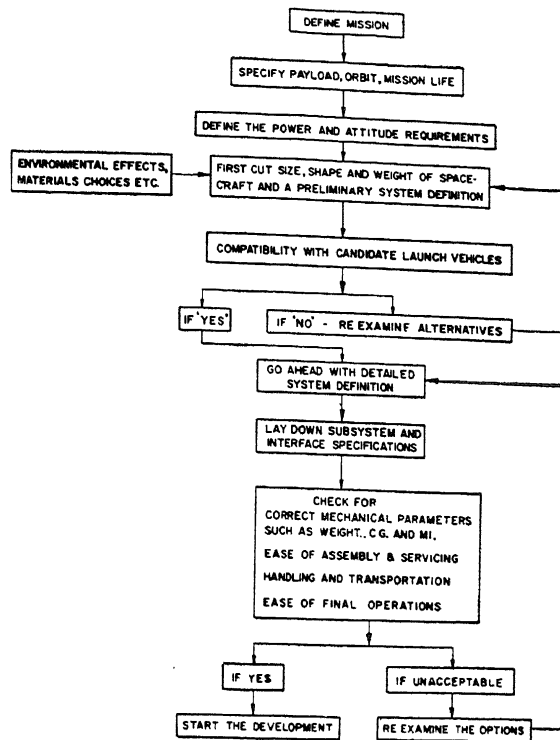 DEFINE MISSION
SPECIFY PAYLOAD, ORBIT, MISSION LIFE
DEFINE THE POWER AND ATTITUDE REQUIREMENTS
ENVIRONMENTAL EFFECTS,
MATERIALS CHOICES ETC.
FIRST CUT SIZE, SHAPE AND WEIGHT OF SPACE-
CRAFT AND A PRELIMINARY SYSTEM DEFINITION
COMPATIBILITY WITH CANDIDATE LAUNCH VEHICLES
IF "YES"
IF "NO" - RE EXAMINE ALTERNATIVES
GO AHEAD WITH DETAILED
SYSTEM DEFINITION
LAY DOWN SUBSYSTEM AND
INTERFACE SPECIFICATIONS
CHECK FOR
CORRECT MECHANICAL PARAMETERS
SUCH AS WEIGHT., C G. AND MI,
EASE OF ASSEMBLY & SERVICING
HANDLING AND TRANSPORTATION
EASE OF FINAL OPERATIONS
IF YES
IF UNACCEPTABLE
START THE DEVELOPMENT
RE EXAMINE THE OPTIONS